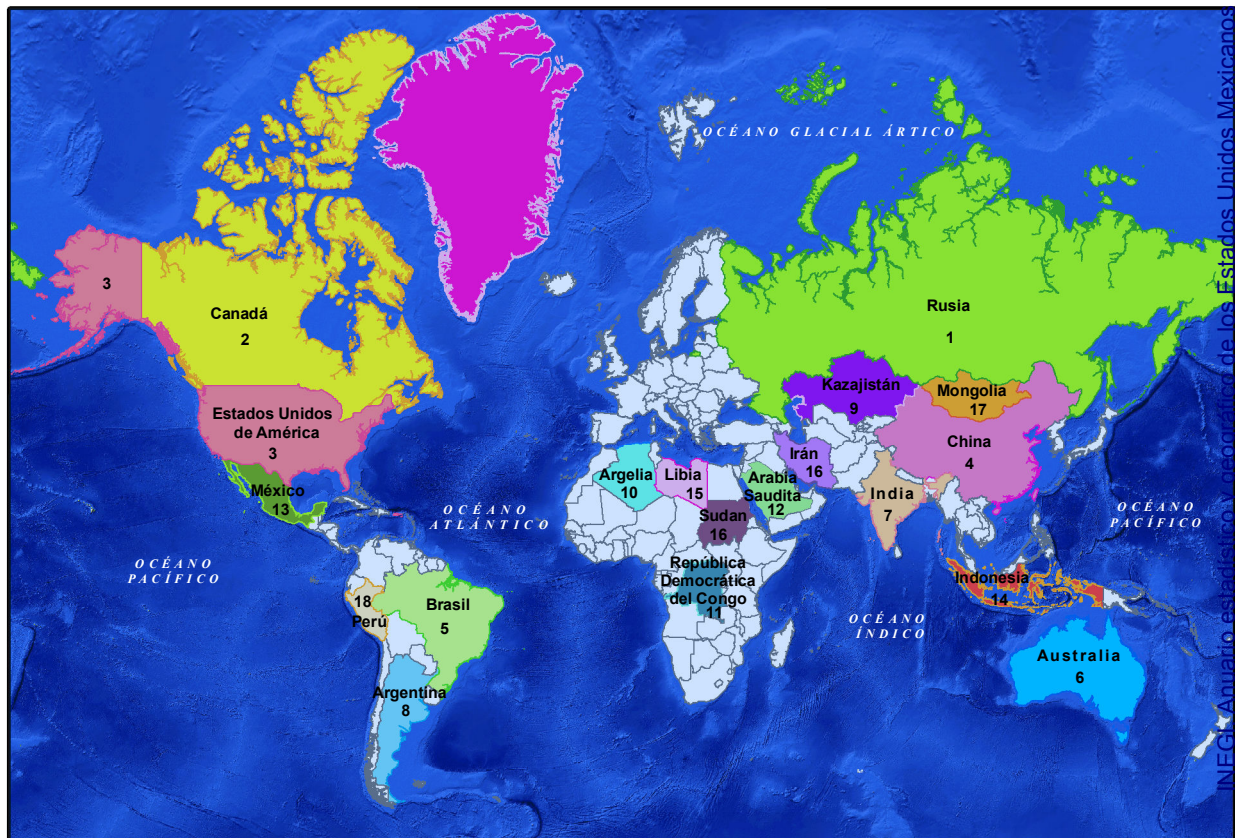 OCÉANO GLACIAL ÁRTICO
3
Canadá
2
Rusia
1
Estados Unidos
de América
3
Kazajistán
9
Mongolia
17
China
4
México
13
Argelia
10
Libia
15
Arabia
Saudita
12
Irán
16
India
7
Sudan
16
OCÉANO
ATLÁNTICO
OCÉANO
PACÍFICO
OCÉANO
PACÍFICO
República
Democrática
del Congo
11
Indonesia
14
18
Perú
Brasil
5
OCÉANO
ÍNDICO
Australia
6
Argentina
8
INEGI. Anuario estadístico y geográfico de los Estados Unidos Mexicanos